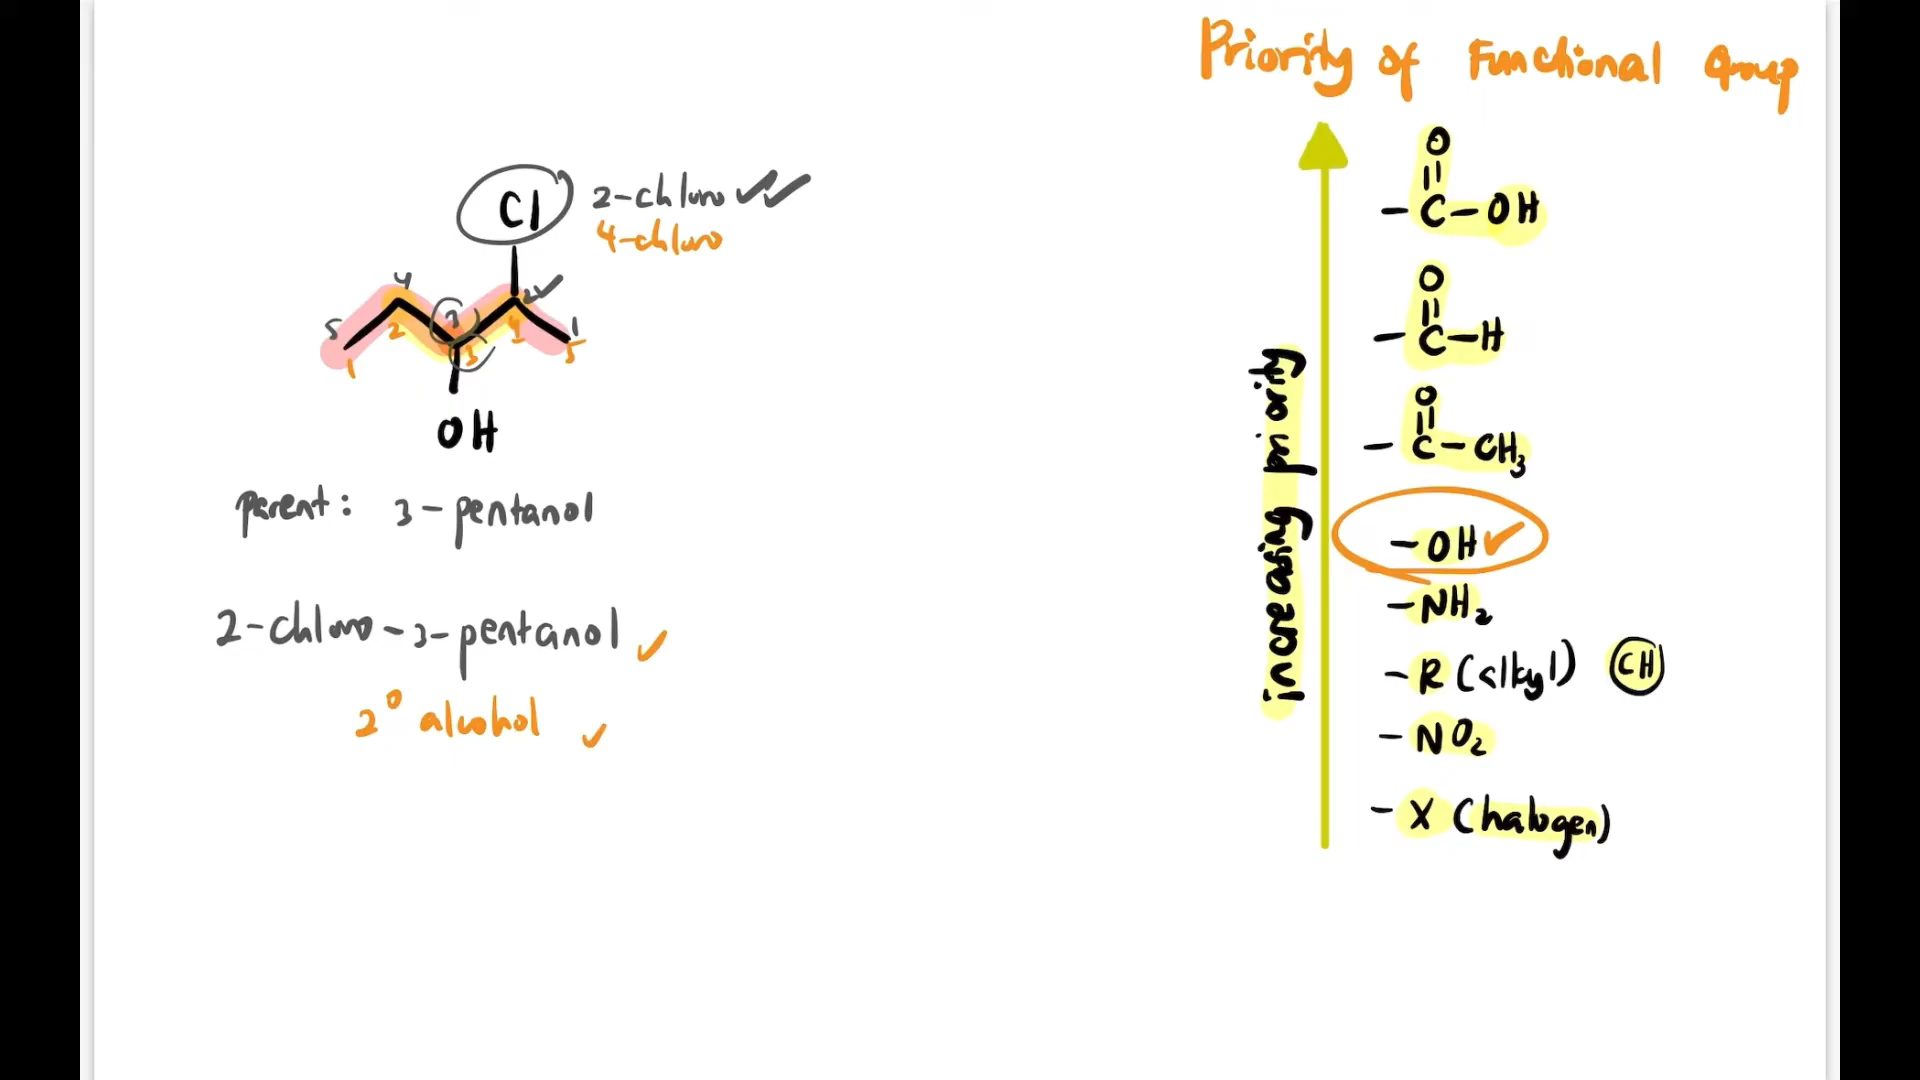 Priority of Functional Group
O
||
- C - OH
O
||
- C - H
O
||
- C - CH3
- OH ✓
- NH2
- R (alkyl) CH
- NO2
- X (halogen)
increasing priority
Cl
2-chloro ✓✓
4-chloro
4 2 ✓
5 3 1
2 3 4 5
1
OH
parent: 3-pentanol
2-chloro-3-pentanol ✓
2° alcohol ✓